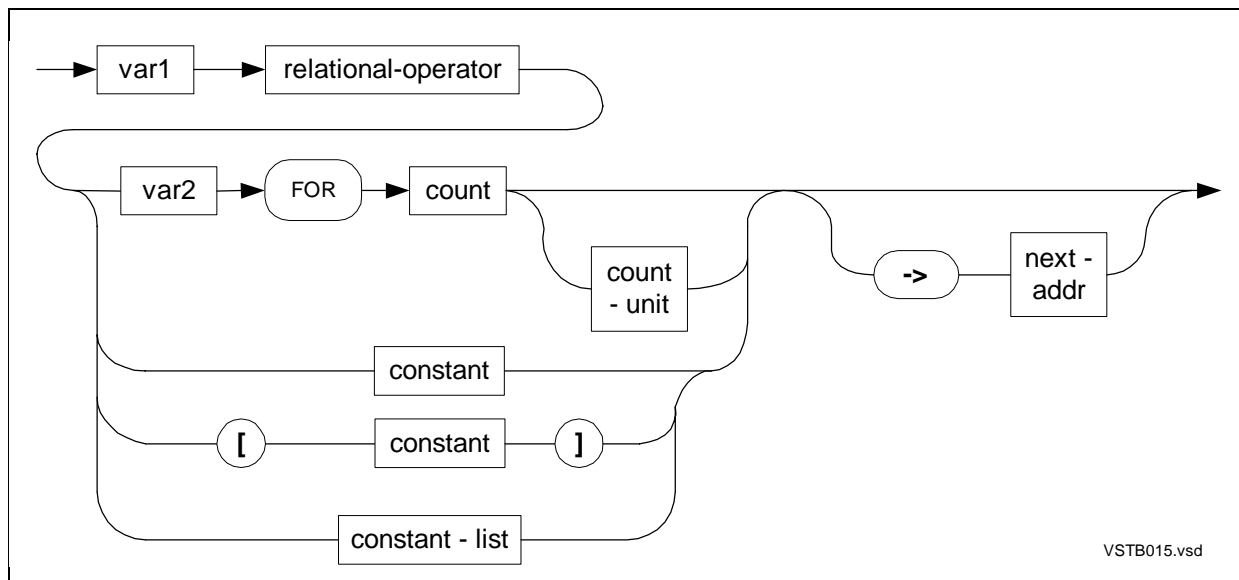 var1 relational-operator
var2 FOR count
count
- unit
-> next -
addr
constant
[ constant ]
constant - list
VSTB015.vsd